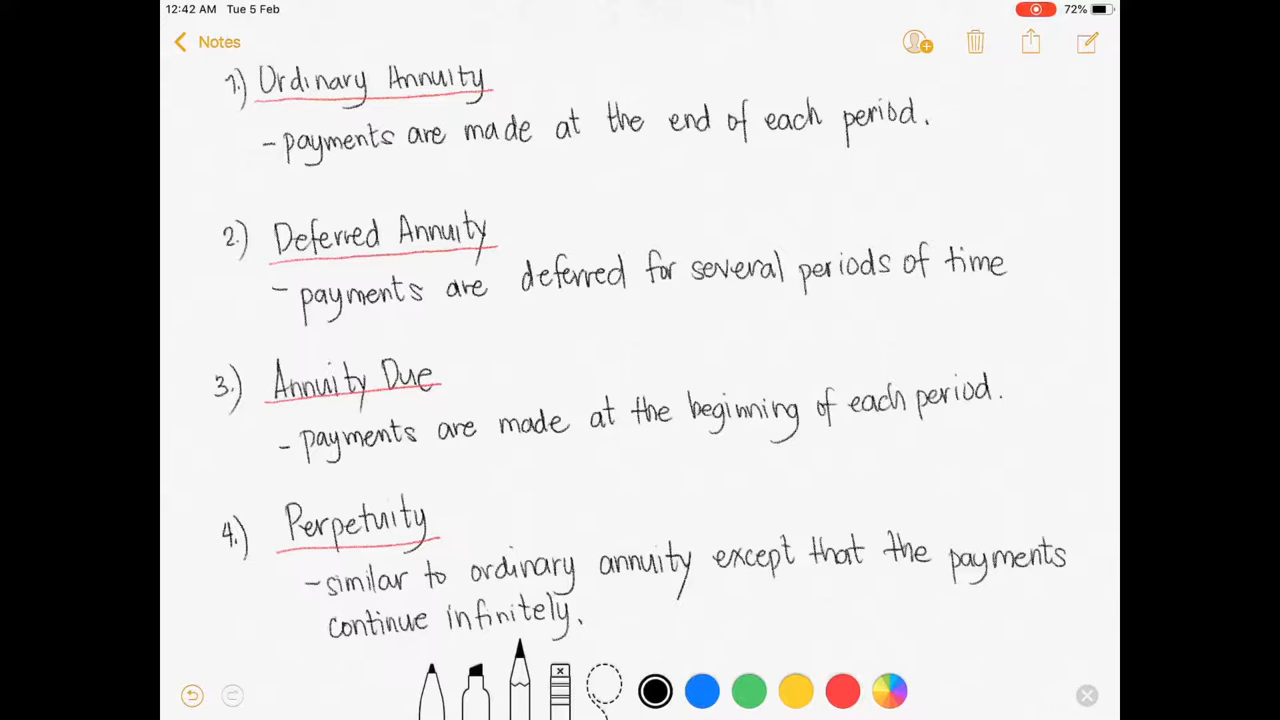 12:42 AM Tue 5 Feb
72%
Notes
1.) Ordinary Annuity
- payments are made at the end of each period.
2.) Deferred Annuity
- payments are deferred for several periods of time
3.) Annuity Due
- payments are made at the beginning of each period.
4.) Perpetuity
- similar to ordinary annuity except that the payments
continue infinitely.